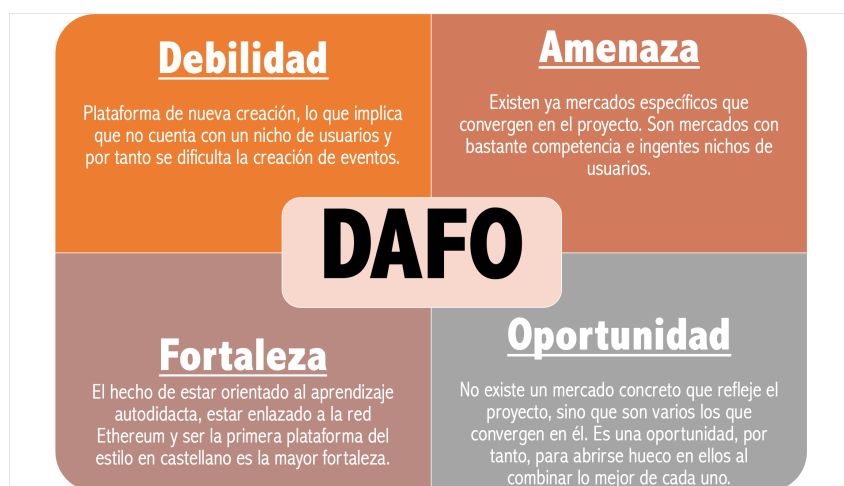 Debilidad
Plataforma de nueva creación, lo que implica
que no cuenta con un nicho de usuarios y
por tanto se dificulta la creación de eventos.
Amenaza
Existen ya mercados específicos que
convergen en el proyecto. Son mercados con
bastante competencia e ingentes nichos de
usuarios.
DAFO
Fortaleza
El hecho de estar orientado al aprendizaje
autodidacta, estar enlazado a la red
Ethereum y ser la primera plataforma del
estilo en castellano es la mayor fortaleza.
Oportunidad
No existe un mercado concreto que refleje el
proyecto, sino que son varios los que
convergen en él. Es una oportunidad, por
tanto, para abrirse hueco en ellos al
combinar lo mejor de cada uno.